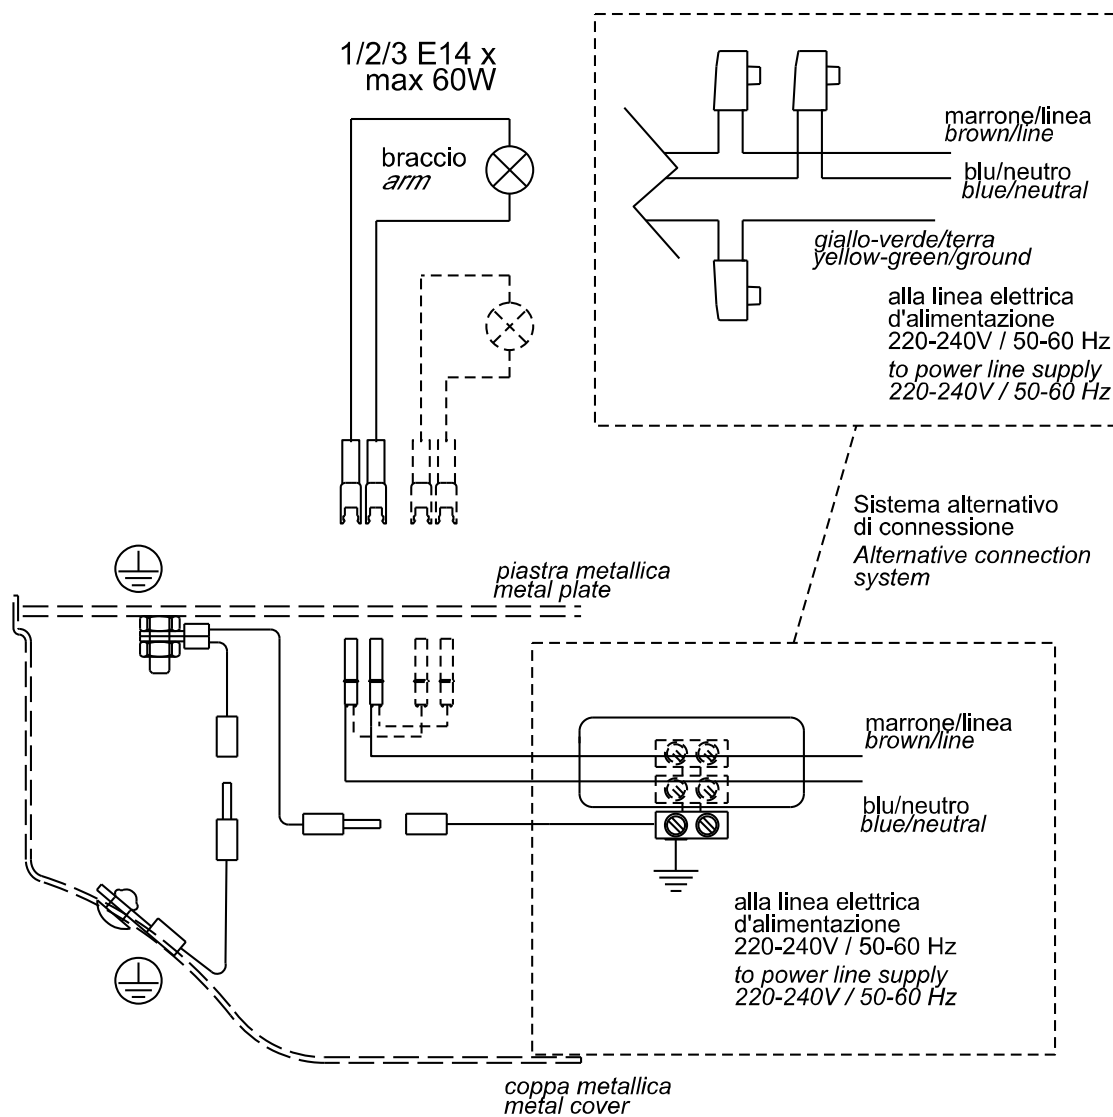 1/2/3 E14 x
max 60W
braccio
arm
marrone/linea
brown/line
blu/neutro
blue/neutral
giallo-verde/terra
yellow-green/ground
alla linea elettrica
d'alimentazione
220-240V / 50-60 Hz
to power line supply
220-240V / 50-60 Hz
Sistema alternativo
di connessione
Alternative connection
system
piastra metallica
metal plate
marrone/linea
brown/line
blu/neutro
blue/neutral
alla linea elettrica
d'alimentazione
220-240V / 50-60 Hz
to power line supply
220-240V / 50-60 Hz
coppa metallica
metal cover